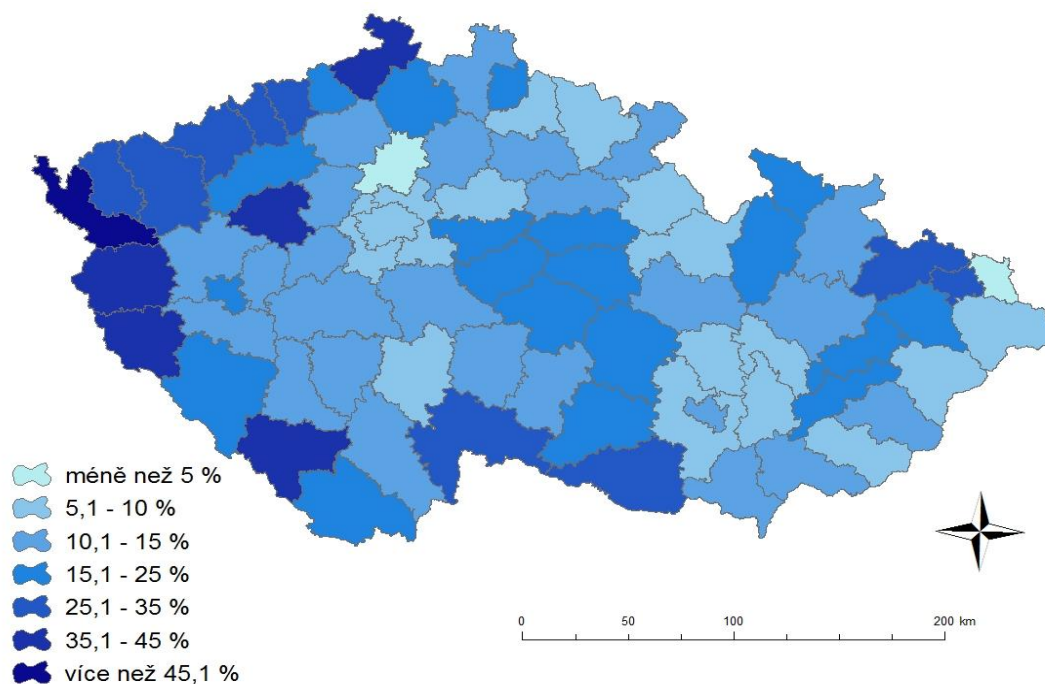 méně než 5 %
5,1 - 10 %
10,1 - 15 %
15,1 - 25 %
25,1 - 35 %
35,1 - 45 %
více než 45,1 %
0 50 100 200 km